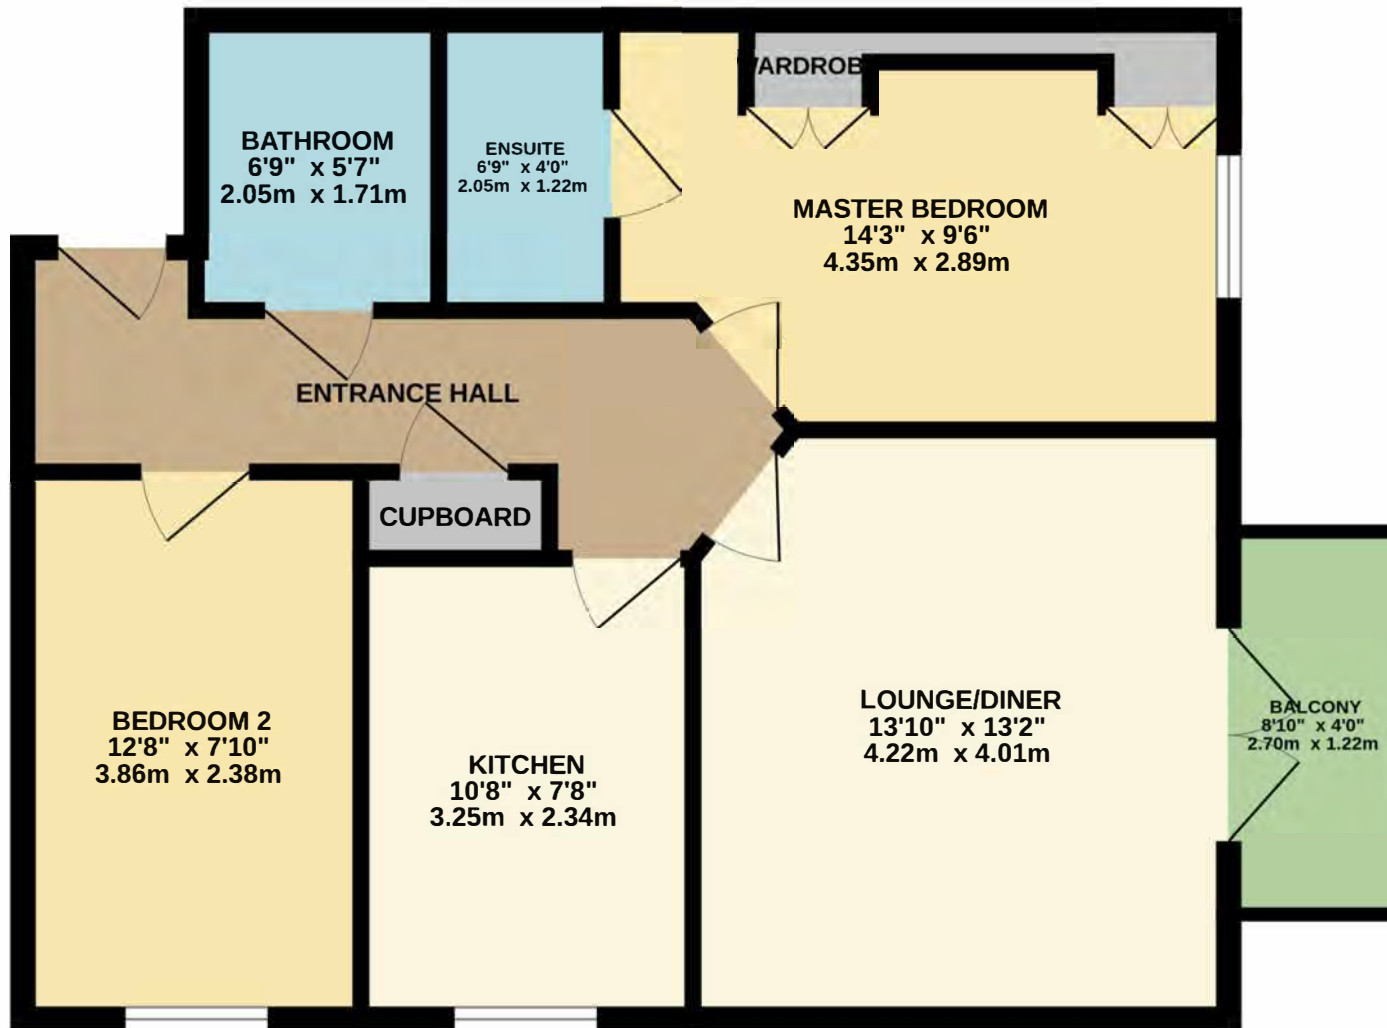 WARDROB
BATHROOM
6'9" x 5'7"
2.05m x 1.71m
ENSUITE
6'9" x 4'0"
2.05m x 1.22m
MASTER BEDROOM
14'3" x 9'6"
4.35m x 2.89m
ENTRANCE HALL
CUPBOARD
BEDROOM 2
12'8" x 7'10"
3.86m x 2.38m
KITCHEN
10'8" x 7'8"
3.25m x 2.34m
LOUNGE/DINER
13'10" x 13'2"
4.22m x 4.01m
BALCONY
8'10" x 4'0"
2.70m x 1.22m